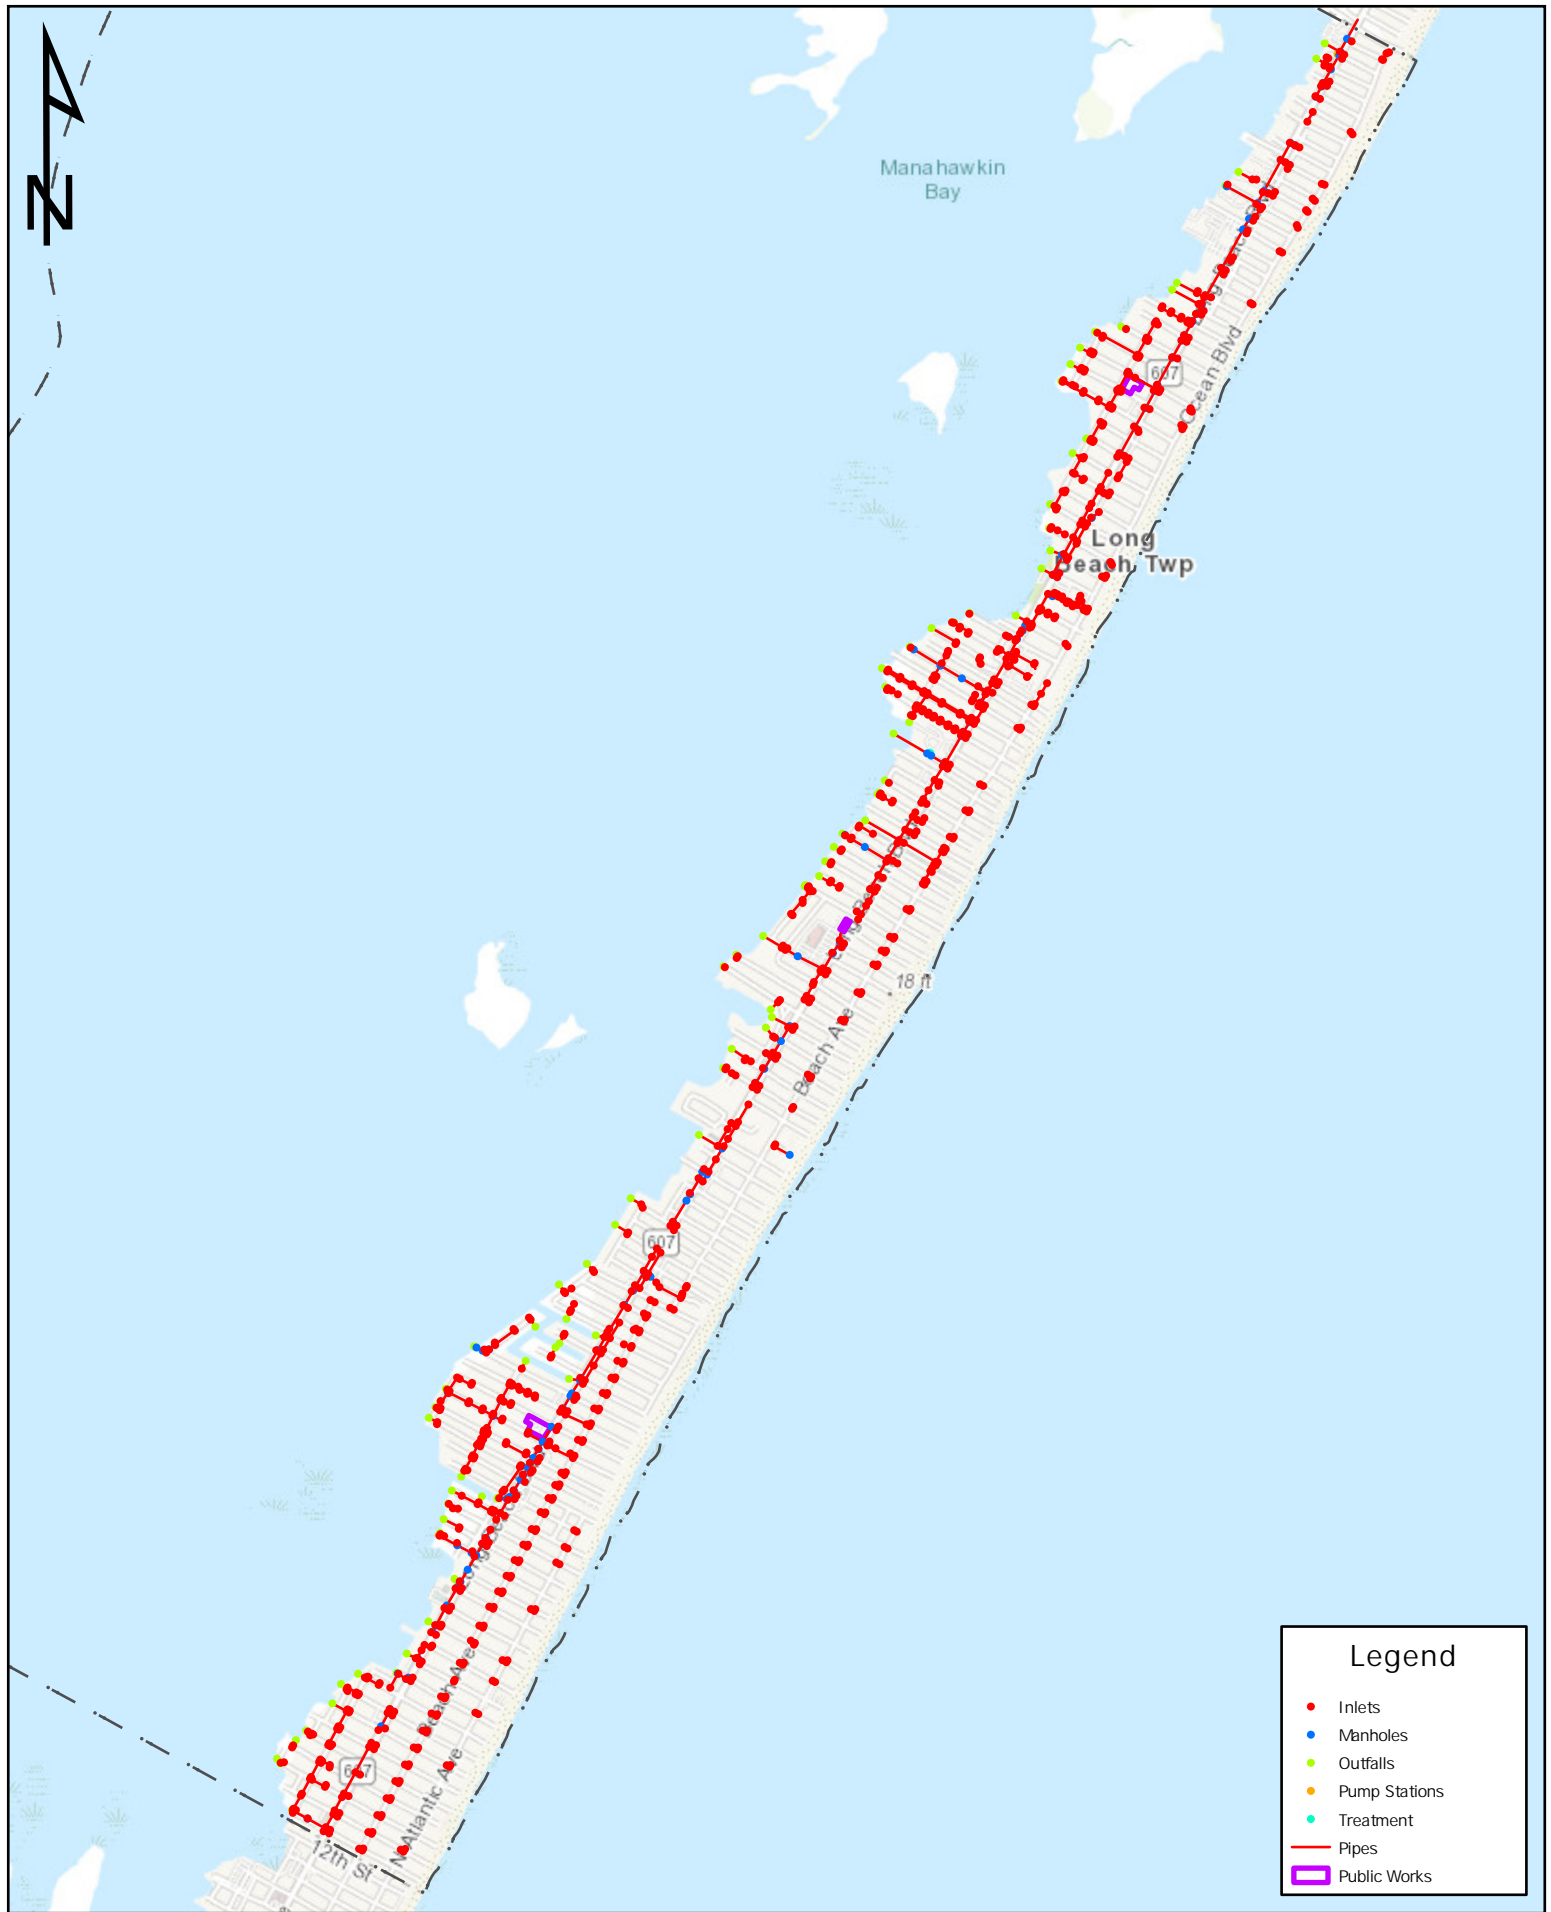 N
Manahawkin
Bay
Ocean Blvd
607
Long
Beach Twp
18 ft
Beach Ave
607
Beach Ave
607
N Atlantic Ave
12th St
Legend
Inlets
Manholes
Outfalls
Pump Stations
Treatment
Pipes
Public Works